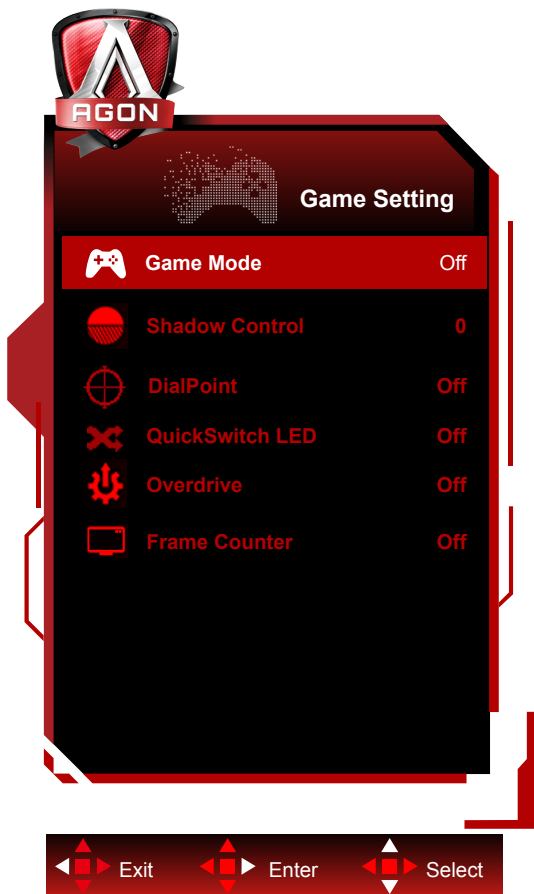 AGON
Game Setting
Game Mode Off
Shadow Control 0
DialPoint Off
QuickSwitch LED Off
Overdrive Off
Frame Counter Off
Exit Enter Select